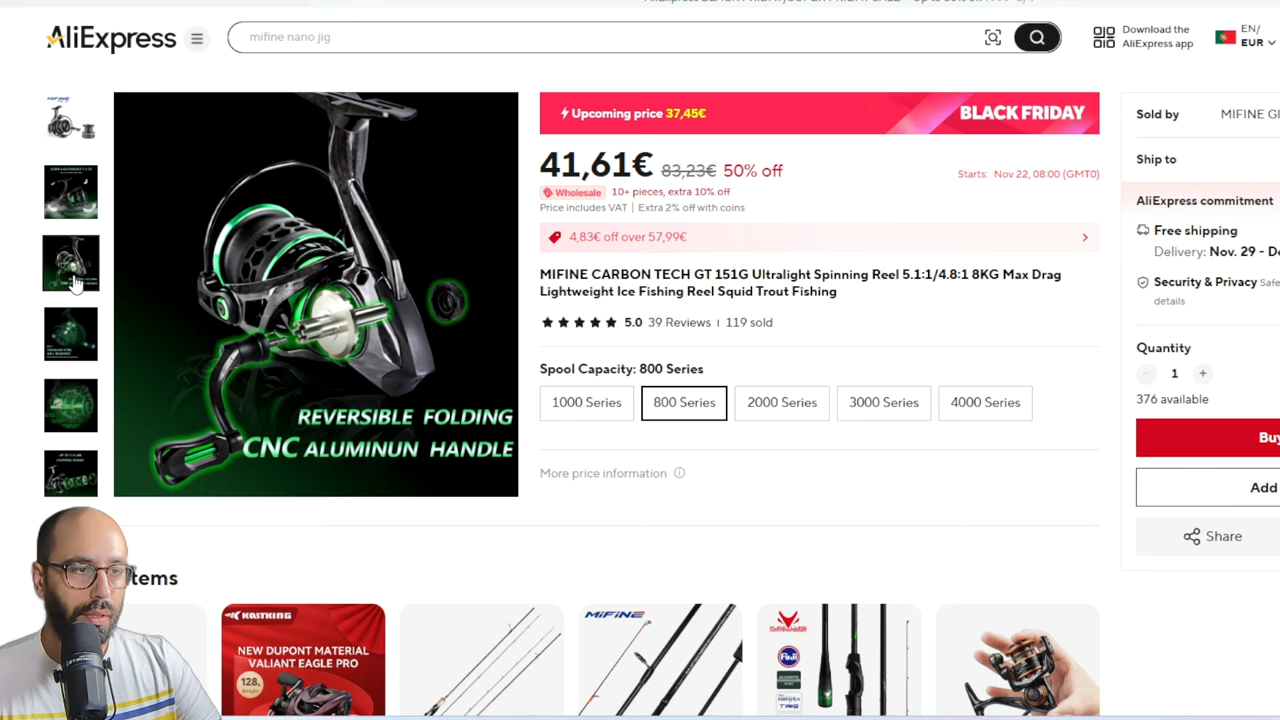 AliExpress
mifine nano jig
Download the
AliExpress app
EN/
EUR
MIFINE
Upcoming price 37,45€
BLACK FRIDAY
41,61€ 83,23€ 50% off
Starts: Nov 22, 08:00 (GMT0)
Wholesale 10+ pieces, extra 10% off
Price includes VAT | Extra 2% off with coins
4,83€ off over 57,99€
MIFINE CARBON TECH GT 151G Ultralight Spinning Reel 5.1:1/4.8:1 8KG Max Drag
Lightweight Ice Fishing Reel Squid Trout Fishing
5.0 39 Reviews | 119 sold
Spool Capacity: 800 Series
1000 Series 800 Series 2000 Series 3000 Series 4000 Series
More price information
REVERSIBLE FOLDING
CNC ALUMINUN HANDLE
Sold by MIFINE
Ship to
AliExpress commitment
Free shipping
Delivery: Nov. 29 -
Security & Privacy Safe
details
Quantity
1
376 available
Buy
Add
Share
tems
KASTKING
NEW DUPONT MATERIAL
VALIANT EAGLE PRO
128,
Weight
MIFINE
Fuji